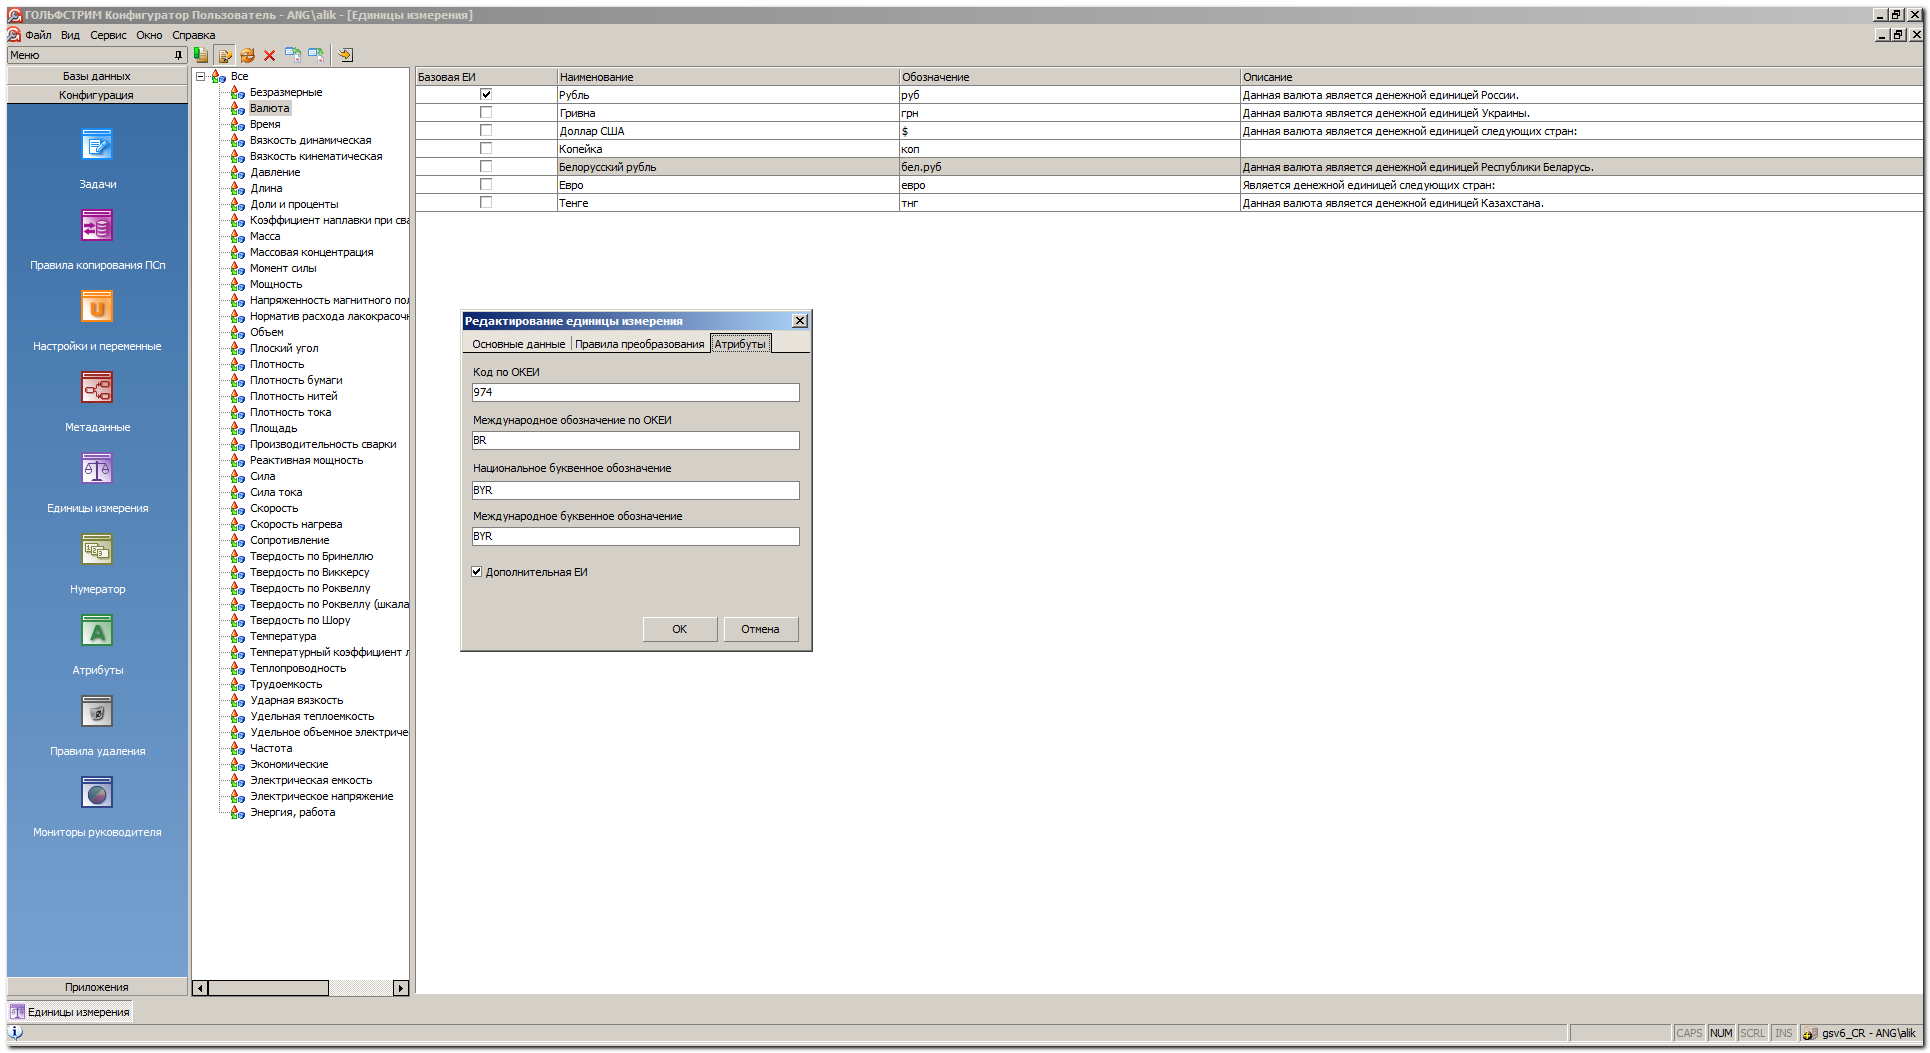 ГОЛЬФСТРИМ Конфигуратор Пользователь - ANG\alik - [Единицы измерения]
Файл Вид Сервис Окно Справка
Меню
Базы данных
Конфигурация
Задачи
Правила копирования ПСп
Настройки и переменные
Метаданные
Единицы измерения
Нумератор
Атрибуты
Правила удаления
Мониторы руководителя
Приложения
Все
Безразмерные
Валюта
Время
Вязкость динамическая
Вязкость кинематическая
Давление
Длина
Доли и проценты
Коэффициент наплавки при сва
Масса
Массовая концентрация
Момент силы
Мощность
Напряженность магнитного пол
Норматив расхода лакокрасочн
Объем
Плоский угол
Плотность
Плотность бумаги
Плотность нитей
Плотность тока
Площадь
Производительность сварки
Реактивная мощность
Сила
Сила тока
Скорость
Скорость нагрева
Сопротивление
Твердость по Бринеллю
Твердость по Виккерсу
Твердость по Роквеллу
Твердость по Роквеллу (шкала
Твердость по Шору
Температура
Температурный коэффициент л
Теплопроводность
Трудоемкость
Ударная вязкость
Удельная теплоемкость
Удельное объемное электриче
Частота
Экономические
Электрическая емкость
Электрическое напряжение
Энергия, работа
Базовая ЕИ Наименование Обозначение Описание
Рубль руб Данная валюта является денежной единицей России.
Гривна грн Данная валюта является денежной единицей Украины.
Доллар США $ Данная валюта является денежной единицей следующих стран:
Копейка коп
Белорусский рубль бел.руб Данная валюта является денежной единицей Республики Беларусь.
Евро евро Является денежной единицей следующих стран:
Тенге тнг Данная валюта является денежной единицей Казахстана.
Редактирование единицы измерения
Основные данные Правила преобразования Атрибуты
Код по ОКЕИ
974
Международное обозначение по ОКЕИ
BR
Национальное буквенное обозначение
BYR
Международное буквенное обозначение
BYR
Дополнительная ЕИ
OK Отмена
Единицы измерения
CAPS NUM SCRL INS gsv6_CR - ANG\alik